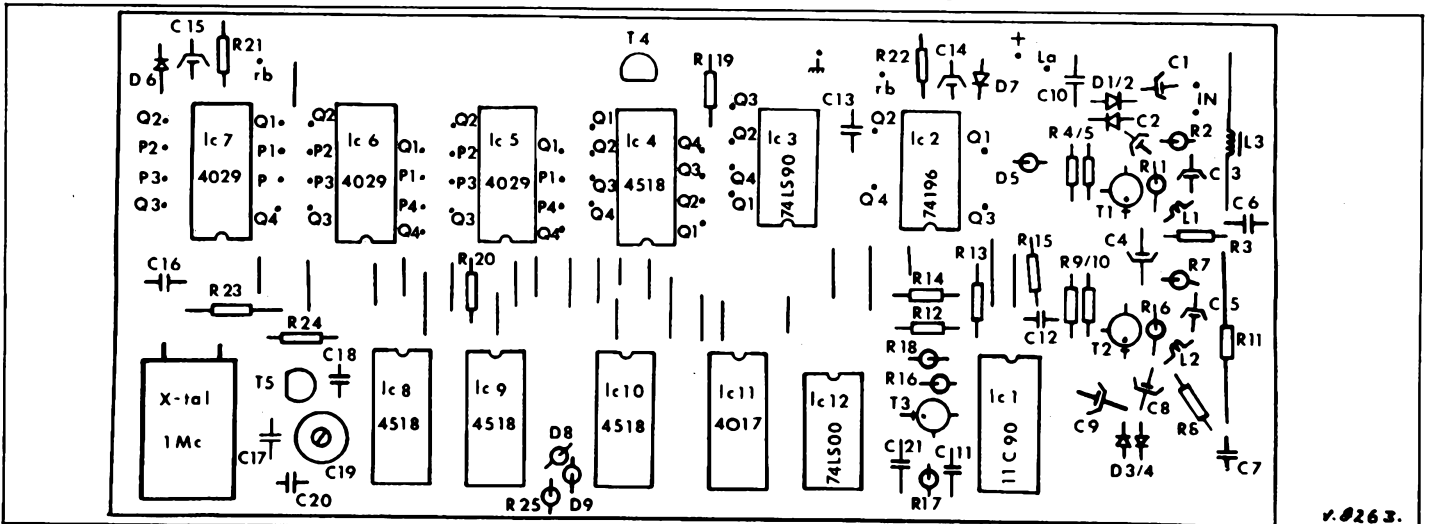 C15 R21 T4 R19 + La C1
D6 rb rb R22 C14 D7 C10 D1/2 IN
Q2 Q1 Q2 Q2 Q1 Q3 C13 Q2 C2
P2 Ic 7 P1 P2 Ic 6 Q1 P2 Ic 5 Q1 Q2 Ic 4 Q4 Q2 Ic 3 Ic 2 Q1 R4/5 R2 L3
P3 4029 P P3 4029 P1 P3 4029 P1 Q3 4518 Q3 Q4 74LS90 74196 D5 R1 C3
Q3 Q4 Q3 P4 Q3 P4 Q4 Q2 Q1 Q4 Q3 T1 L1 C6
Q4 Q4 Q1 R3
C16 R20 R13 R15 C4
R23 R14 R9/10 R7
R24 R12 C12 R6 C5
C18 R18 T2 L2 R11
X-tal T5 Ic 8 Ic 9 Ic10 Ic11 Ic12 R16 Ic 1
1Mc 4518 4518 4518 4017 74LS00 T3 11C90 C9 C8 R8
C17 C19 D8 C21 C11 D3/4 C7
C20 R25 D9 R17
v.8263.